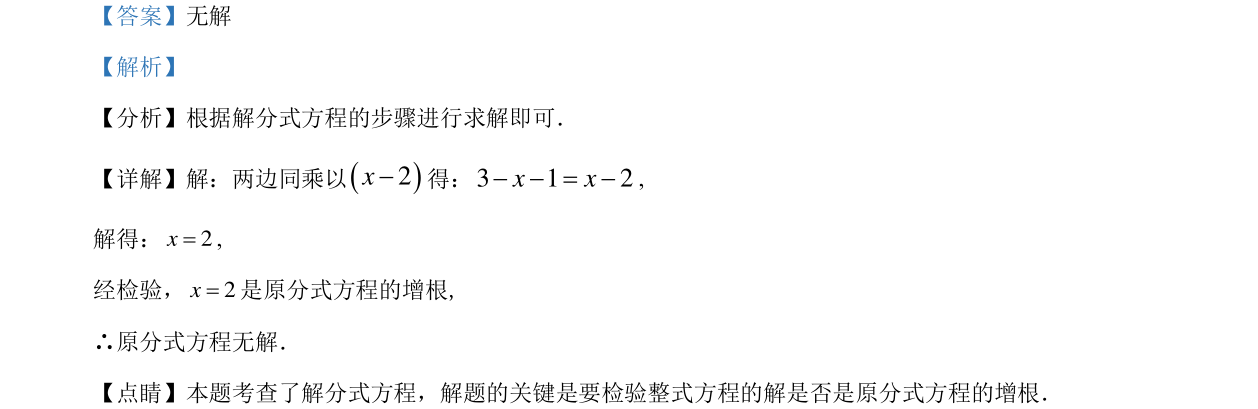 【答案】无解
【解析】
【分析】根据解分式方程的步骤进行求解即可．
【详解】解：两边同乘以(x−2)得：3−x−1=x−2，
解得：x=2，
经检验，x=2是原分式方程的增根,
∴原分式方程无解．
【点睛】本题考查了解分式方程，解题的关键是要检验整式方程的解是否是原分式方程的增根．